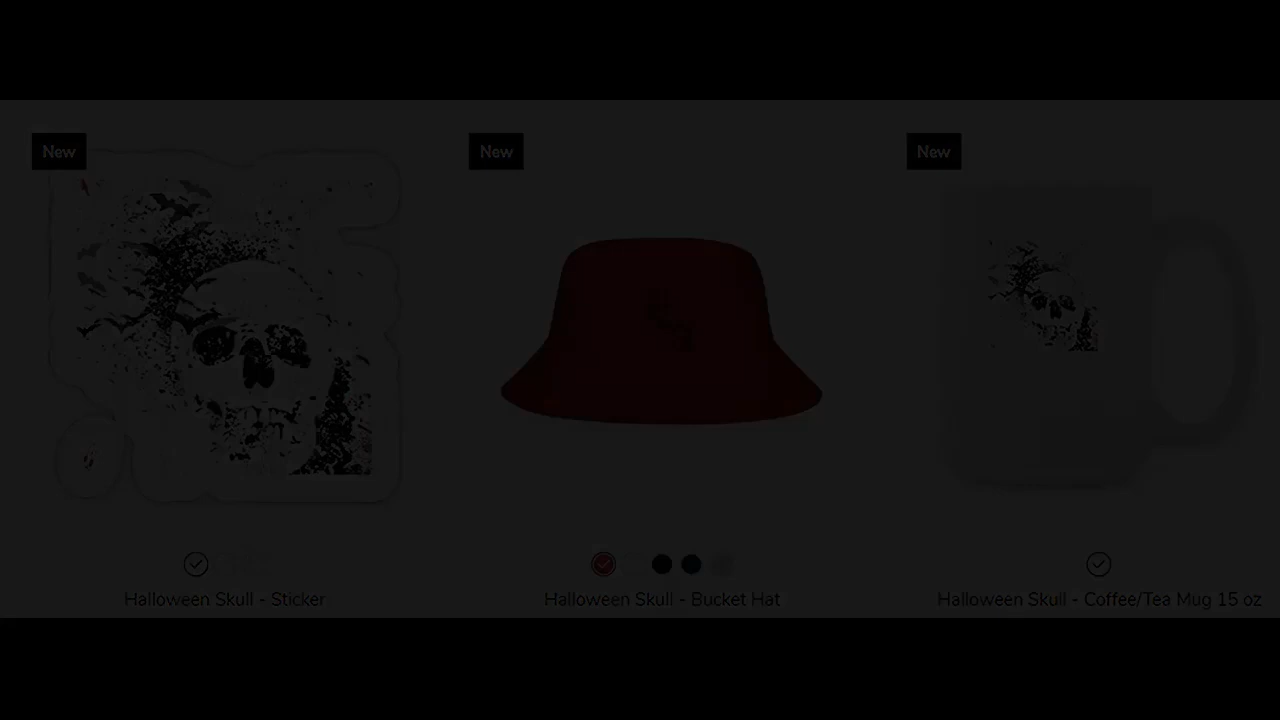 New
New
New
Halloween Skull - Sticker
Halloween Skull - Bucket Hat
Halloween Skull - Coffee/Tea Mug 15 oz